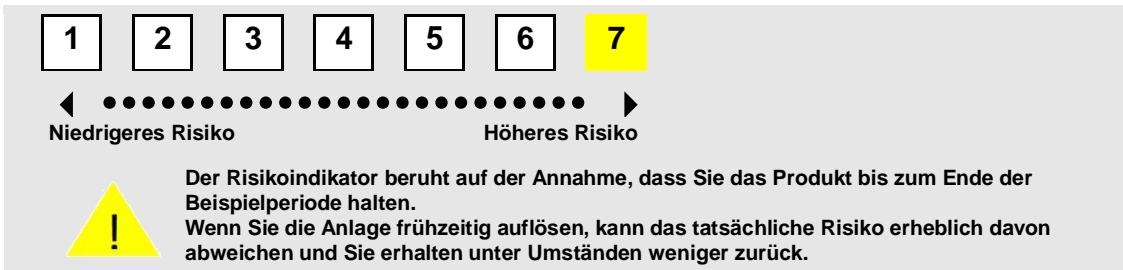 1 2 3 4 5 6 7
Niedrigeres Risiko Höheres Risiko
Der Risikoindikator beruht auf der Annahme, dass Sie das Produkt bis zum Ende der
Beispielperiode halten.
Wenn Sie die Anlage frühzeitig auflösen, kann das tatsächliche Risiko erheblich davon
abweichen und Sie erhalten unter Umständen weniger zurück.
!